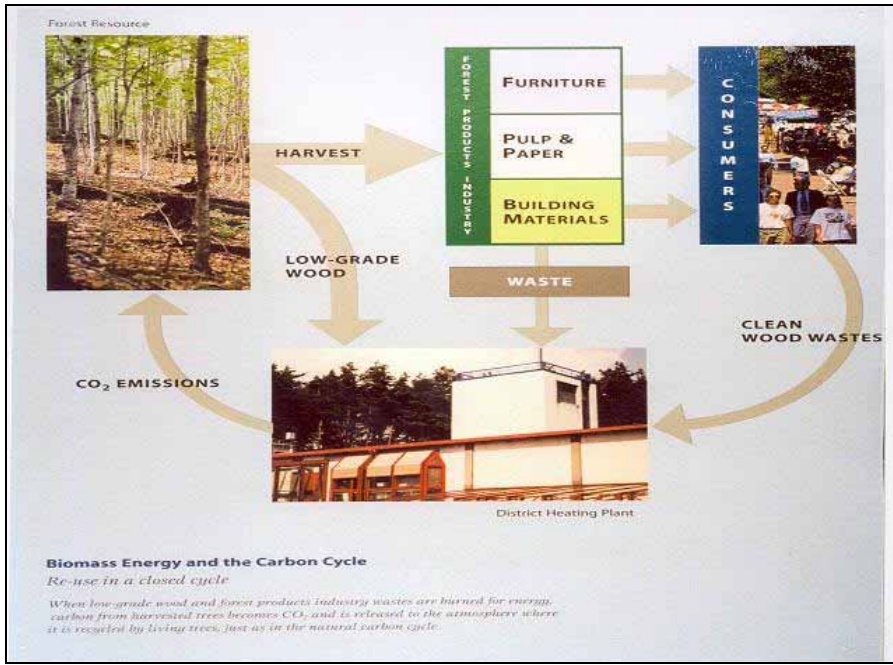 Forest Resource
FOREST PRODUCTS INDUSTRY
FURNITURE
PULP &
PAPER
BUILDING
MATERIALS
CONSUMERS
HARVEST
LOW-GRADE
WOOD
WASTE
CLEAN
WOOD WASTES
CO₂ EMISSIONS
District Heating Plant
Biomass Energy and the Carbon Cycle
Re-use in a closed cycle
When low-grade wood and forest products industry wastes are burned for energy,
carbon from harvested trees becomes CO₂ and is released to the atmosphere where
it is recycled by living trees, just as in the natural carbon cycle.